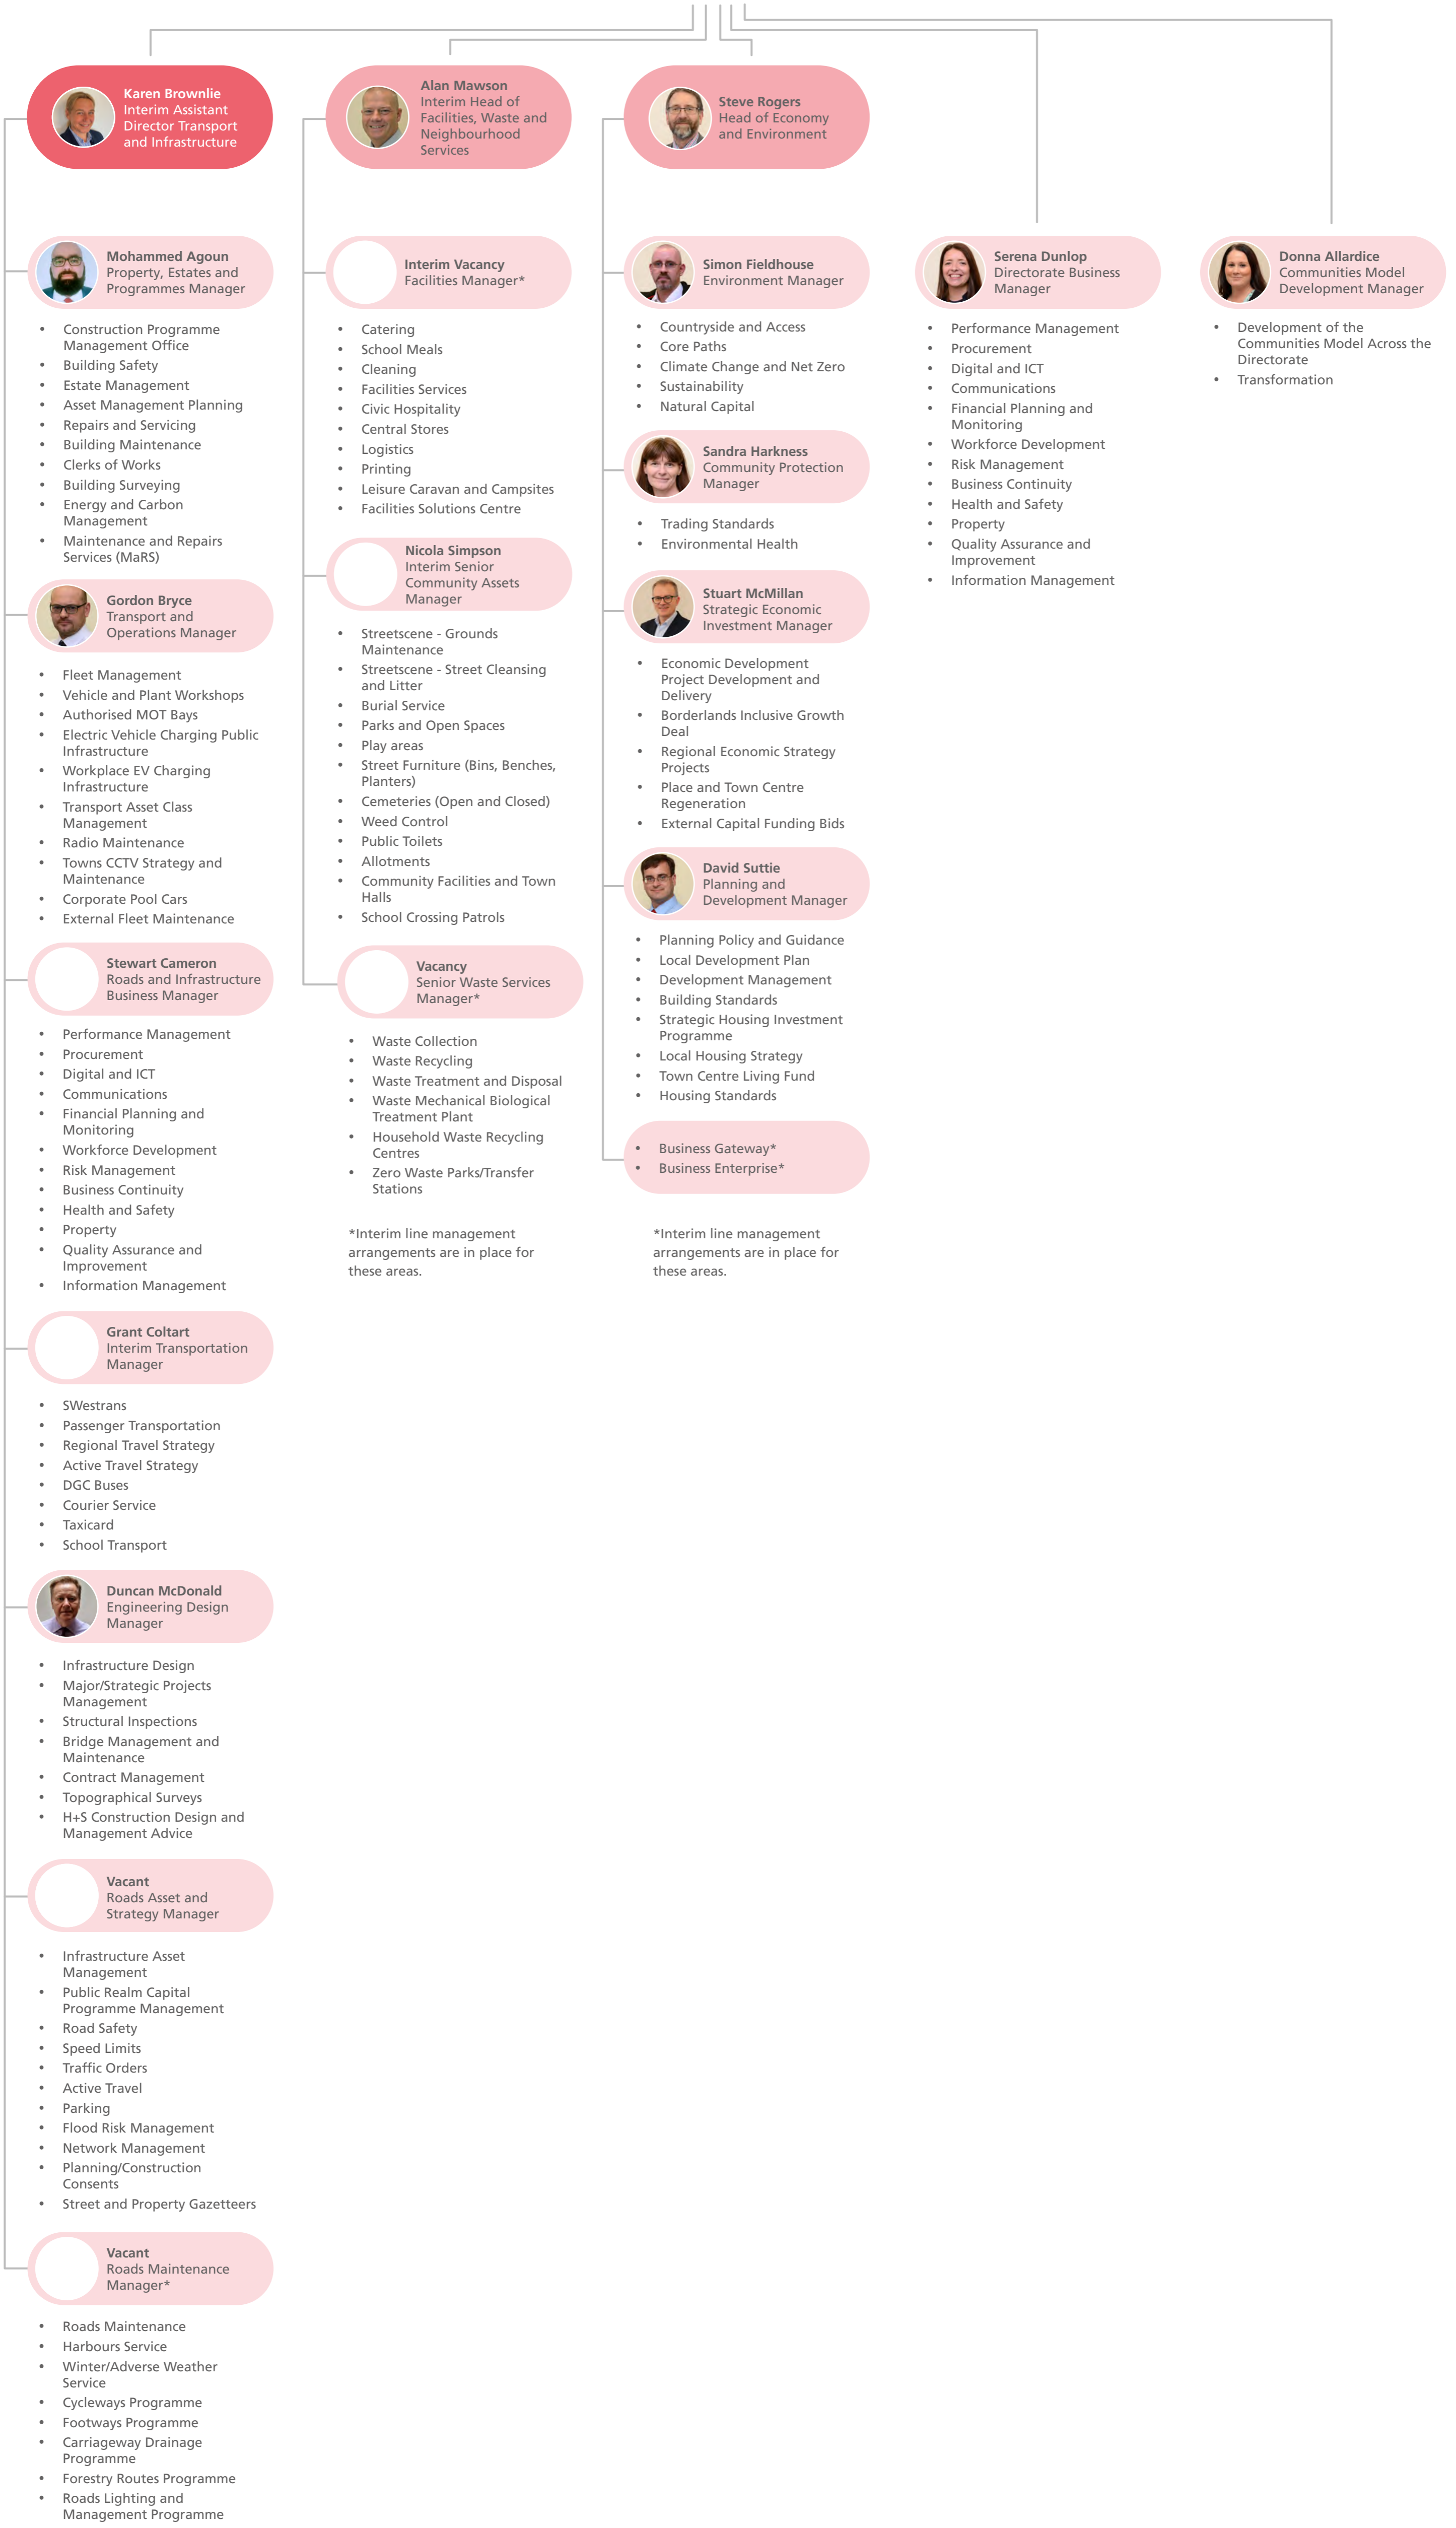 Karen Brownlie
Interim Assistant
Director Transport
and Infrastructure
Mohammed Agoun
Property, Estates and
Programmes Manager
• Construction Programme
Management Office
• Building Safety
• Estate Management
• Asset Management Planning
• Repairs and Servicing
• Building Maintenance
• Clerks of Works
• Building Surveying
• Energy and Carbon
Management
• Maintenance and Repairs
Services (MaRS)
Gordon Bryce
Transport and
Operations Manager
• Fleet Management
• Vehicle and Plant Workshops
• Authorised MOT Bays
• Electric Vehicle Charging Public
Infrastructure
• Workplace EV Charging
Infrastructure
• Transport Asset Class
Management
• Radio Maintenance
• Towns CCTV Strategy and
Maintenance
• Corporate Pool Cars
• External Fleet Maintenance
Stewart Cameron
Roads and Infrastructure
Business Manager
• Performance Management
• Procurement
• Digital and ICT
• Communications
• Financial Planning and
Monitoring
• Workforce Development
• Risk Management
• Business Continuity
• Health and Safety
• Property
• Quality Assurance and
Improvement
• Information Management
Grant Coltart
Interim Transportation
Manager
• SWestrans
• Passenger Transportation
• Regional Travel Strategy
• Active Travel Strategy
• DGC Buses
• Courier Service
• Taxicard
• School Transport
Duncan McDonald
Engineering Design
Manager
• Infrastructure Design
• Major/Strategic Projects
Management
• Structural Inspections
• Bridge Management and
Maintenance
• Contract Management
• Topographical Surveys
• H+S Construction Design and
Management Advice
Vacant
Roads Asset and
Strategy Manager
• Infrastructure Asset
Management
• Public Realm Capital
Programme Management
• Road Safety
• Speed Limits
• Traffic Orders
• Active Travel
• Parking
• Flood Risk Management
• Network Management
• Planning/Construction
Consents
• Street and Property Gazetteers
Vacant
Roads Maintenance
Manager*
• Roads Maintenance
• Harbours Service
• Winter/Adverse Weather
Service
• Cycleways Programme
• Footways Programme
• Carriageway Drainage
Programme
• Forestry Routes Programme
• Roads Lighting and
Management Programme
Alan Mawson
Interim Head of
Facilities, Waste and
Neighbourhood
Services
Interim Vacancy
Facilities Manager*
• Catering
• School Meals
• Cleaning
• Facilities Services
• Civic Hospitality
• Central Stores
• Logistics
• Printing
• Leisure Caravan and Campsites
• Facilities Solutions Centre
Nicola Simpson
Interim Senior
Community Assets
Manager
• Streetscene - Grounds
Maintenance
• Streetscene - Street Cleansing
and Litter
• Burial Service
• Parks and Open Spaces
• Play areas
• Street Furniture (Bins, Benches,
Planters)
• Cemeteries (Open and Closed)
• Weed Control
• Public Toilets
• Allotments
• Community Facilities and Town
Halls
• School Crossing Patrols
Vacancy
Senior Waste Services
Manager*
• Waste Collection
• Waste Recycling
• Waste Treatment and Disposal
• Waste Mechanical Biological
Treatment Plant
• Household Waste Recycling
Centres
• Zero Waste Parks/Transfer
Stations
*Interim line management
arrangements are in place for
these areas.
Steve Rogers
Head of Economy
and Environment
Simon Fieldhouse
Environment Manager
• Countryside and Access
• Core Paths
• Climate Change and Net Zero
• Sustainability
• Natural Capital
Sandra Harkness
Community Protection
Manager
• Trading Standards
• Environmental Health
Stuart McMillan
Strategic Economic
Investment Manager
• Economic Development
Project Development and
Delivery
• Borderlands Inclusive Growth
Deal
• Regional Economic Strategy
Projects
• Place and Town Centre
Regeneration
• External Capital Funding Bids
David Suttie
Planning and
Development Manager
• Planning Policy and Guidance
• Local Development Plan
• Development Management
• Building Standards
• Strategic Housing Investment
Programme
• Local Housing Strategy
• Town Centre Living Fund
• Housing Standards
• Business Gateway*
• Business Enterprise*
*Interim line management
arrangements are in place for
these areas.
Serena Dunlop
Directorate Business
Manager
• Performance Management
• Procurement
• Digital and ICT
• Communications
• Financial Planning and
Monitoring
• Workforce Development
• Risk Management
• Business Continuity
• Health and Safety
• Property
• Quality Assurance and
Improvement
• Information Management
Donna Allardice
Communities Model
Development Manager
• Development of the
Communities Model Across the
Directorate
• Transformation